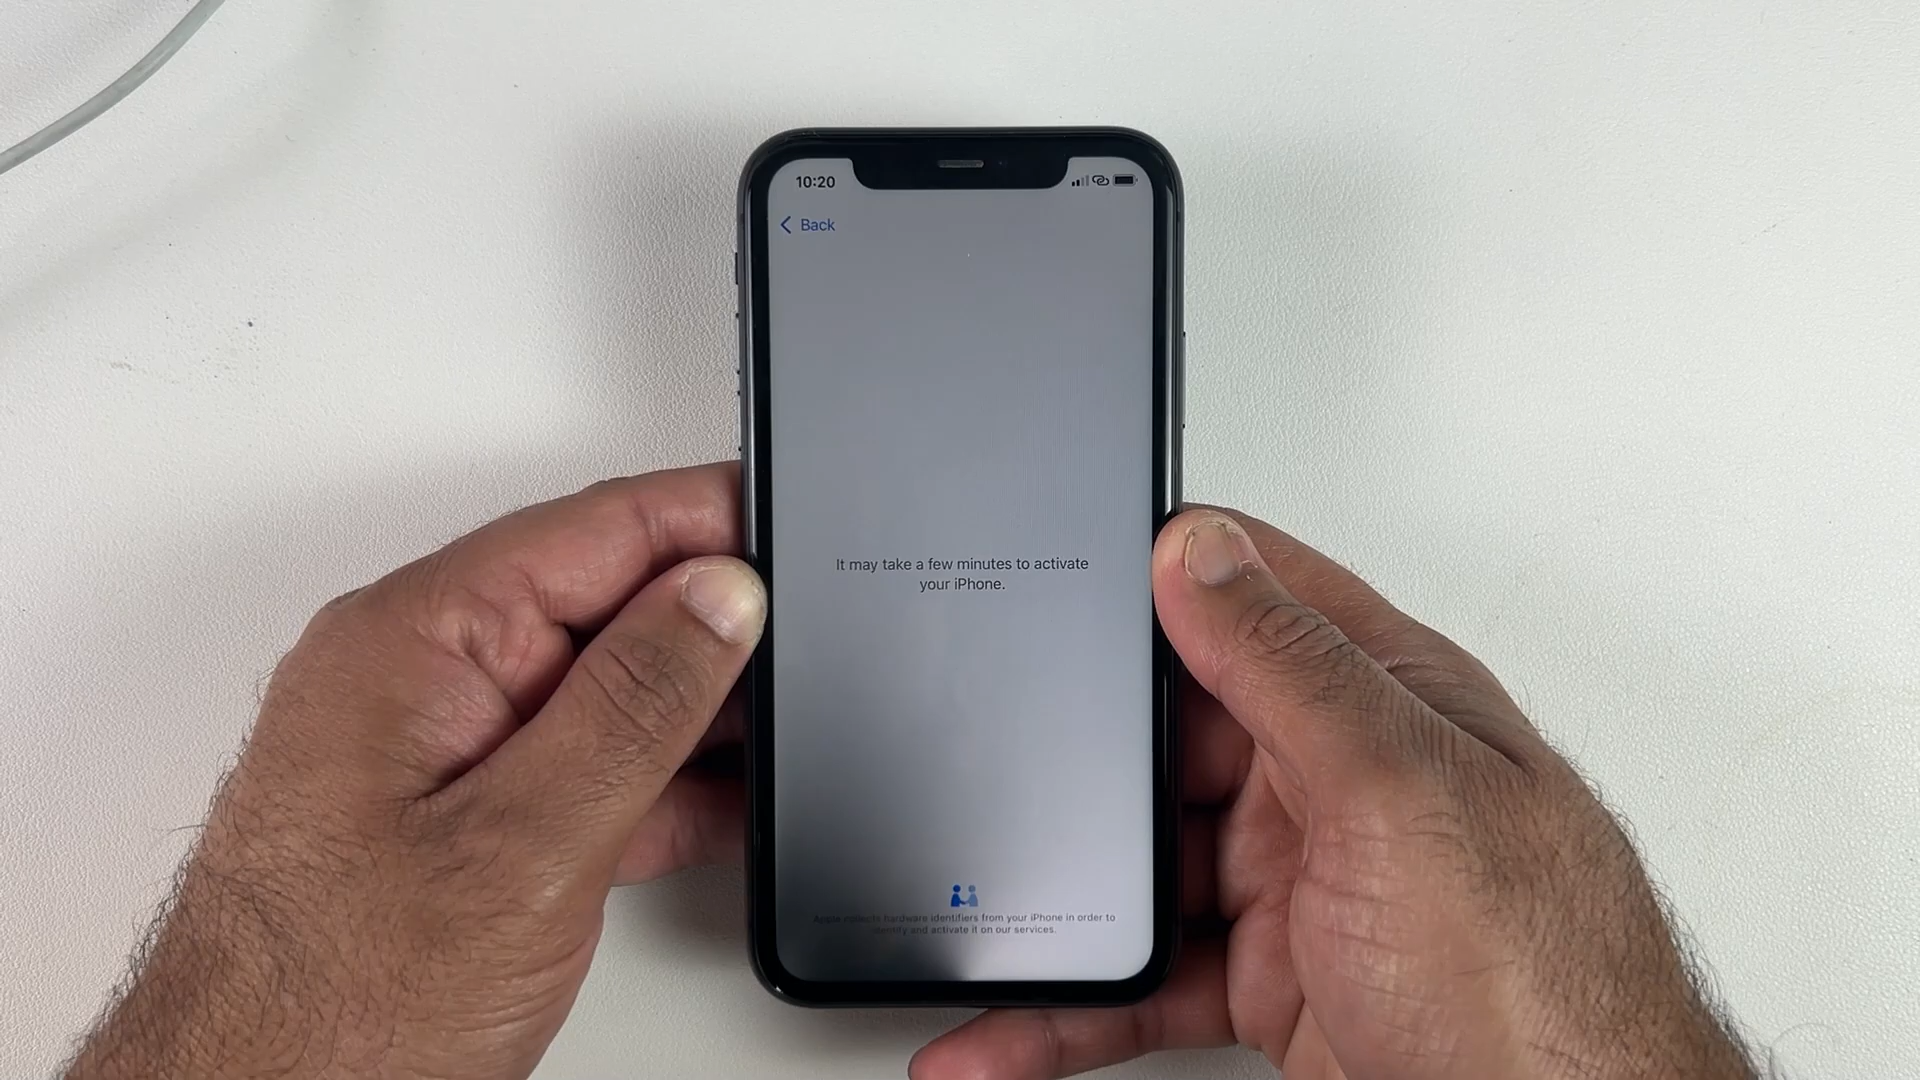 10:20
Back
It may take a few minutes to activate
your iPhone.
Apple collects hardware identifiers from your iPhone in order to
identify and activate it on our services.